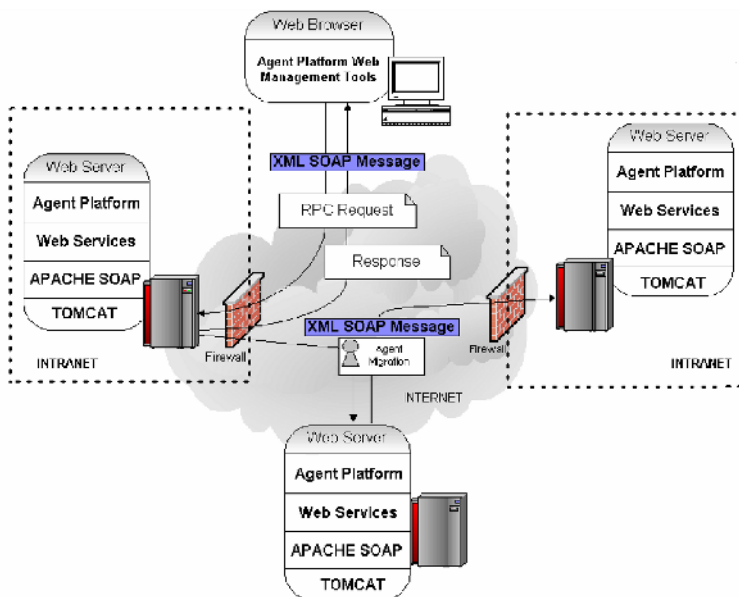 Web Browser
Agent Platform Web
Management Tools
XML SOAP Message
RPC Request
Response
Web Server
Agent Platform
Web Services
APACHE SOAP
TOMCAT
INTRANET
Firewall
Web Server
Agent Platform
Web Services
APACHE SOAP
TOMCAT
INTRANET
Firewall
XML SOAP Message
Agent
Migration
INTERNET
Web Server
Agent Platform
Web Services
APACHE SOAP
TOMCAT